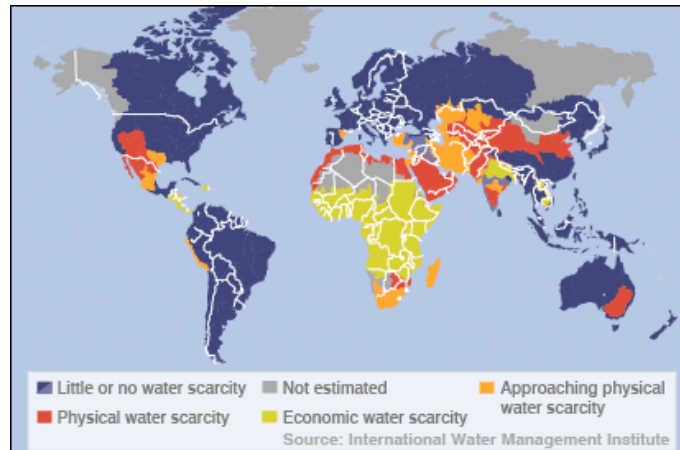 Little or no water scarcity
Not estimated
Approaching physical
water scarcity
Physical water scarcity
Economic water scarcity
Source: International Water Management Institute